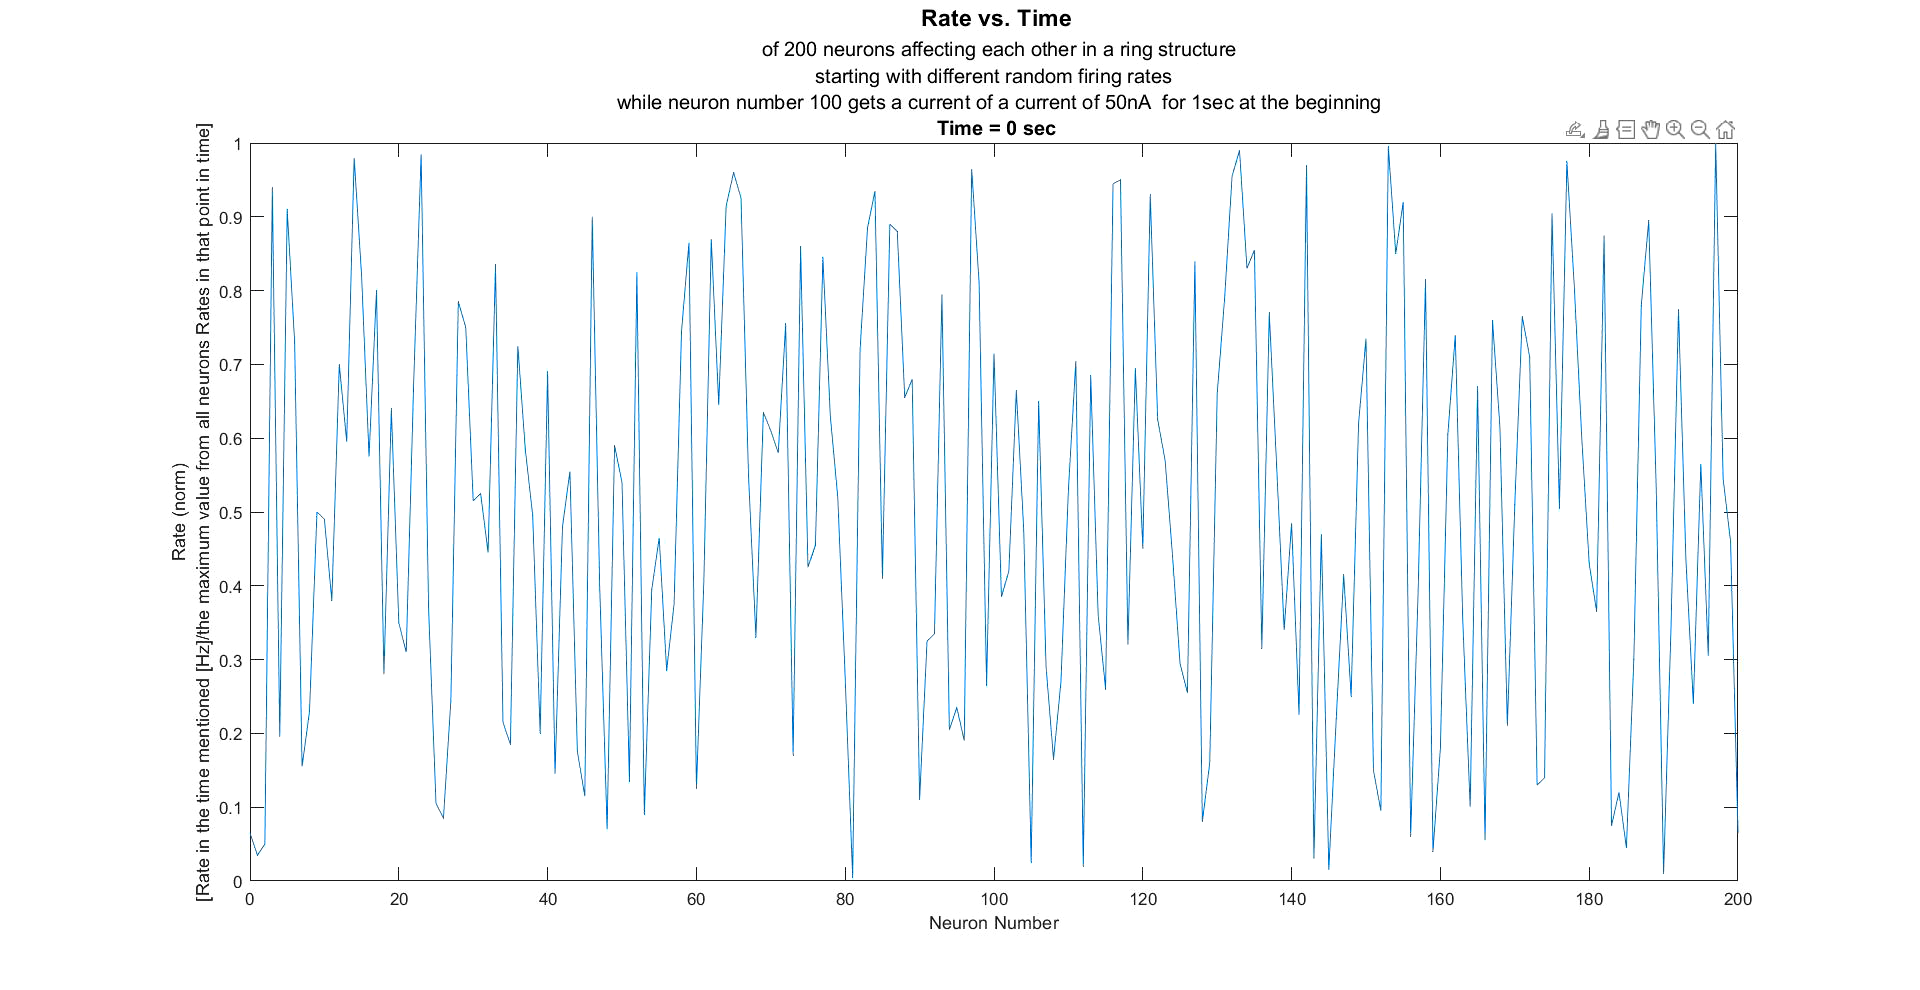 Rate vs. Time
of 200 neurons affecting each other in a ring structure
starting with different random firing rates
while neuron number 100 gets a current of a current of 50nA  for 1sec at the beginning
Time = 0 sec
Rate (norm)
[Rate in the time mentioned [Hz]/the maximum value from all neurons Rates in that point in time]
1
0.9
0.8
0.7
0.6
0.5
0.4
0.3
0.2
0.1
0
0 20 40 60 80 100 120 140 160 180 200
Neuron Number